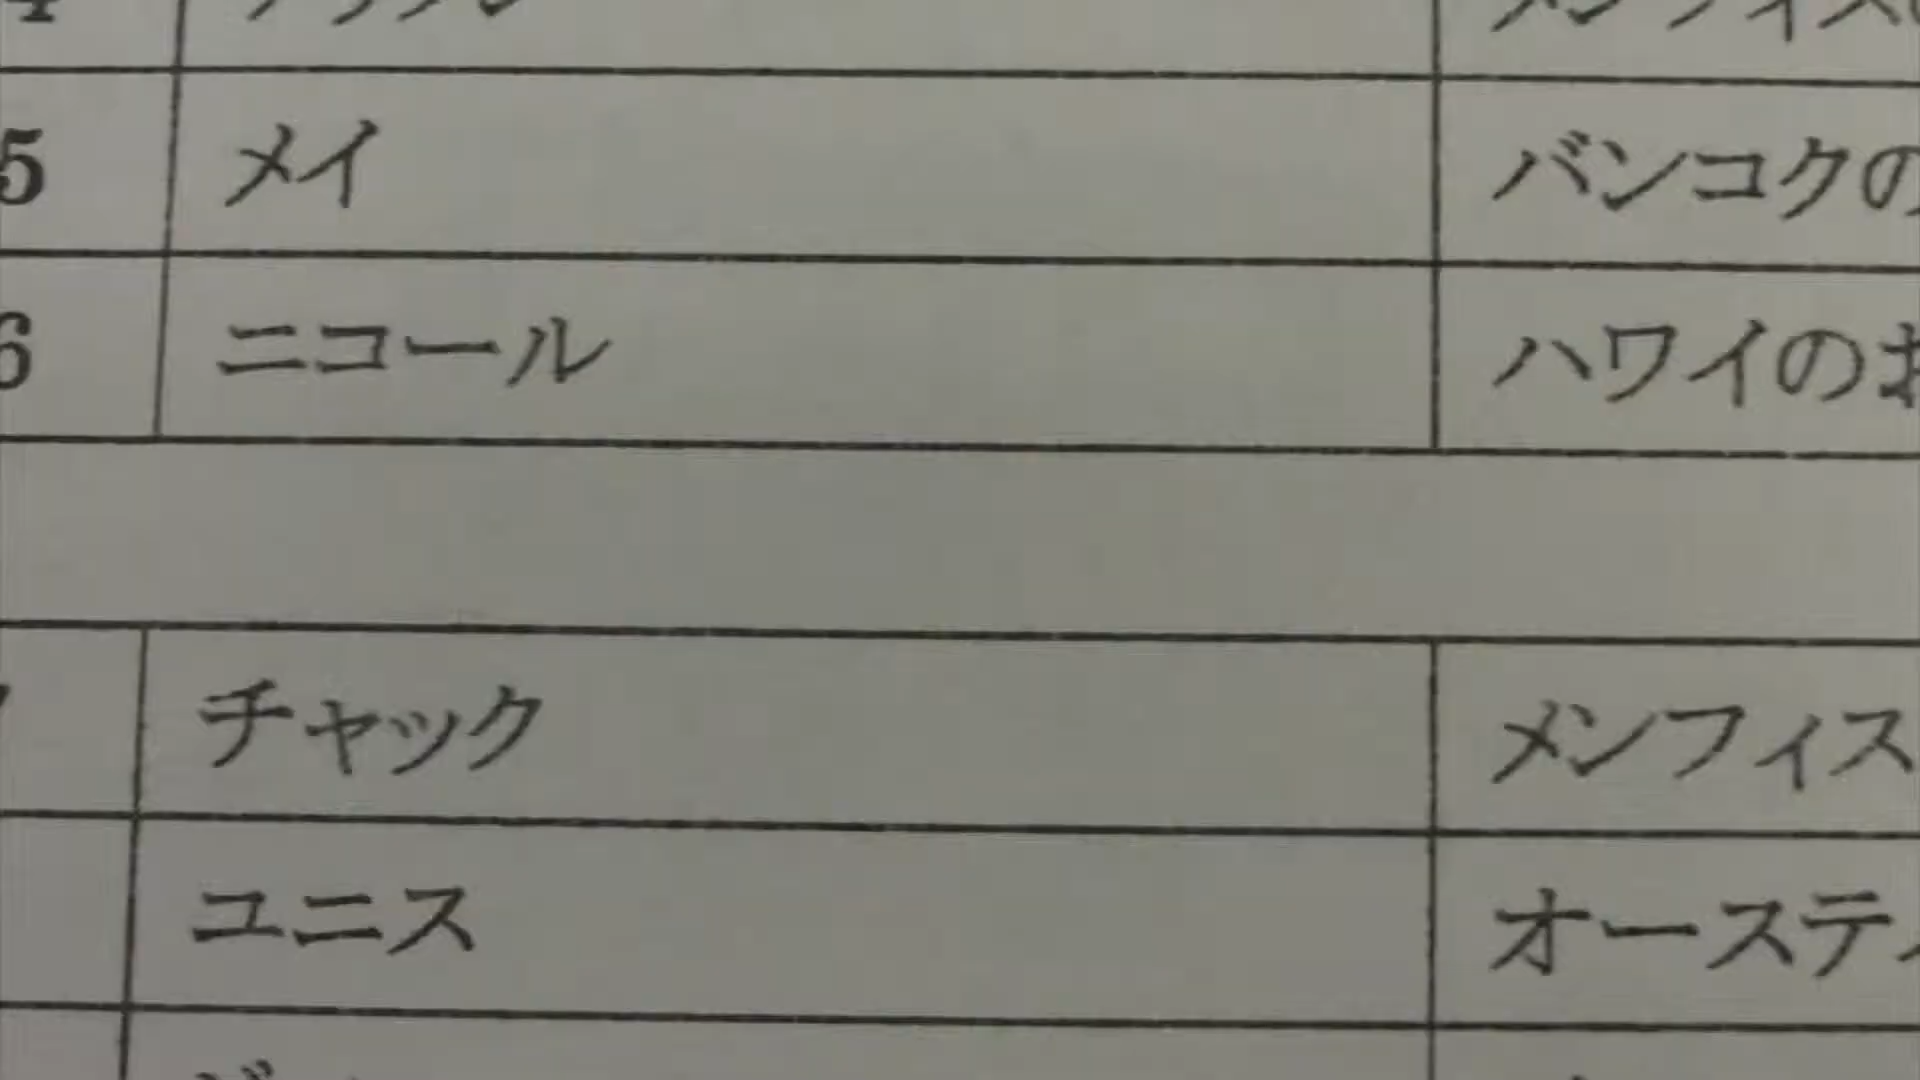 5 メイ バンコクの
6 ニコール ハワイのお
チャック メンフィス
ユニス オーステ